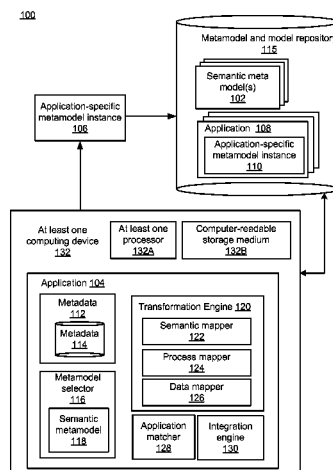 100
Metamodel and model repository
115
Semantic meta
model(s)
102
Application-specific
metamodel instance
106
Application 108
Application-specific
metamodel instance
110
At least one
computing device
132
At least one
processor
132A
Computer-readable
storage medium
132B
Application 104
Metadata
112
Metadata
114
Transformation Engine 120
Semantic mapper
122
Process mapper
124
Data mapper
126
Metamodel
selector
116
Semantic
metamodel
118
Application
matcher
128
Integration
engine
130